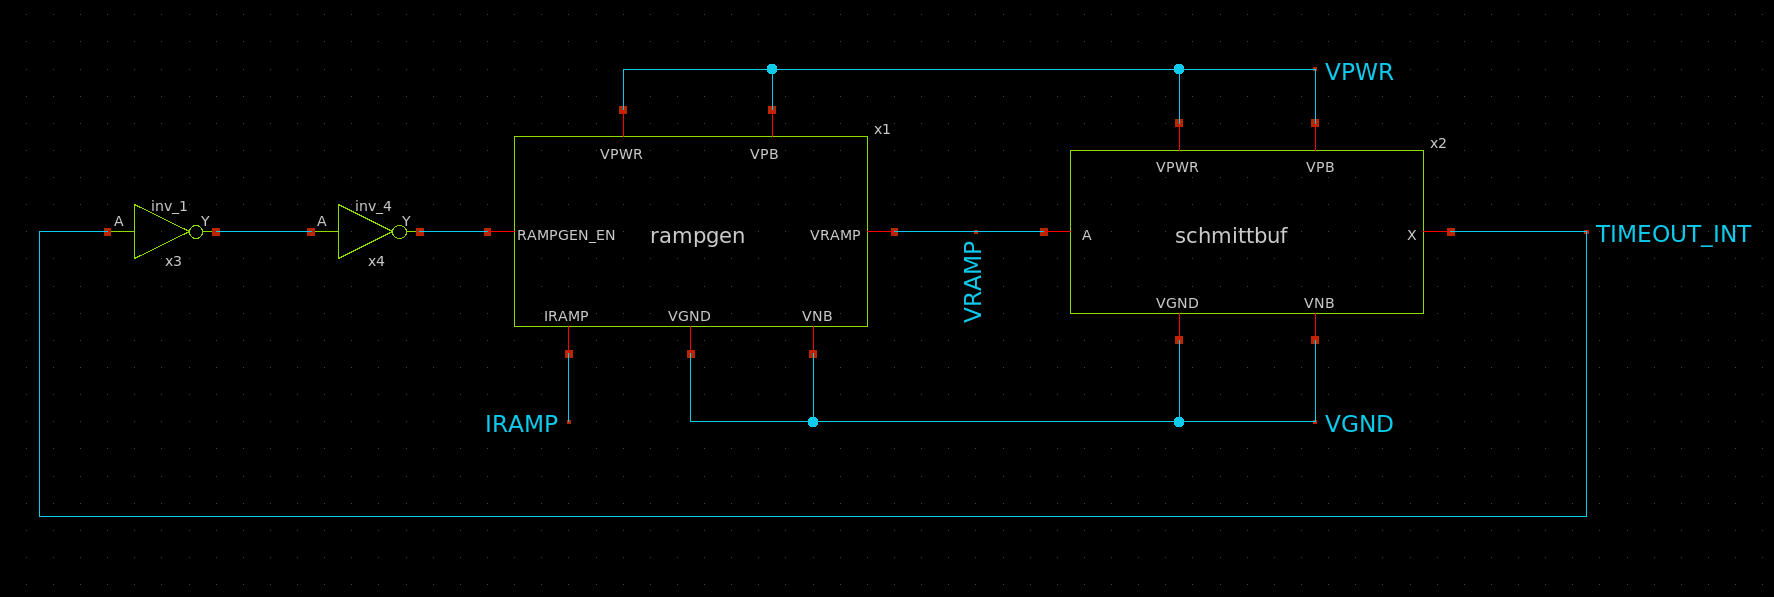 VPWR
x1
VPWR
VPB
x2
VPWR
VPB
inv_1
A
Y
x3
inv_4
A
Y
x4
RAMPGEN_EN
rampgen
VRAMP
VRAMP
A
schmittbuf
X
TIMEOUT_INT
IRAMP
VGND
VNB
VGND
VNB
IRAMP
VGND